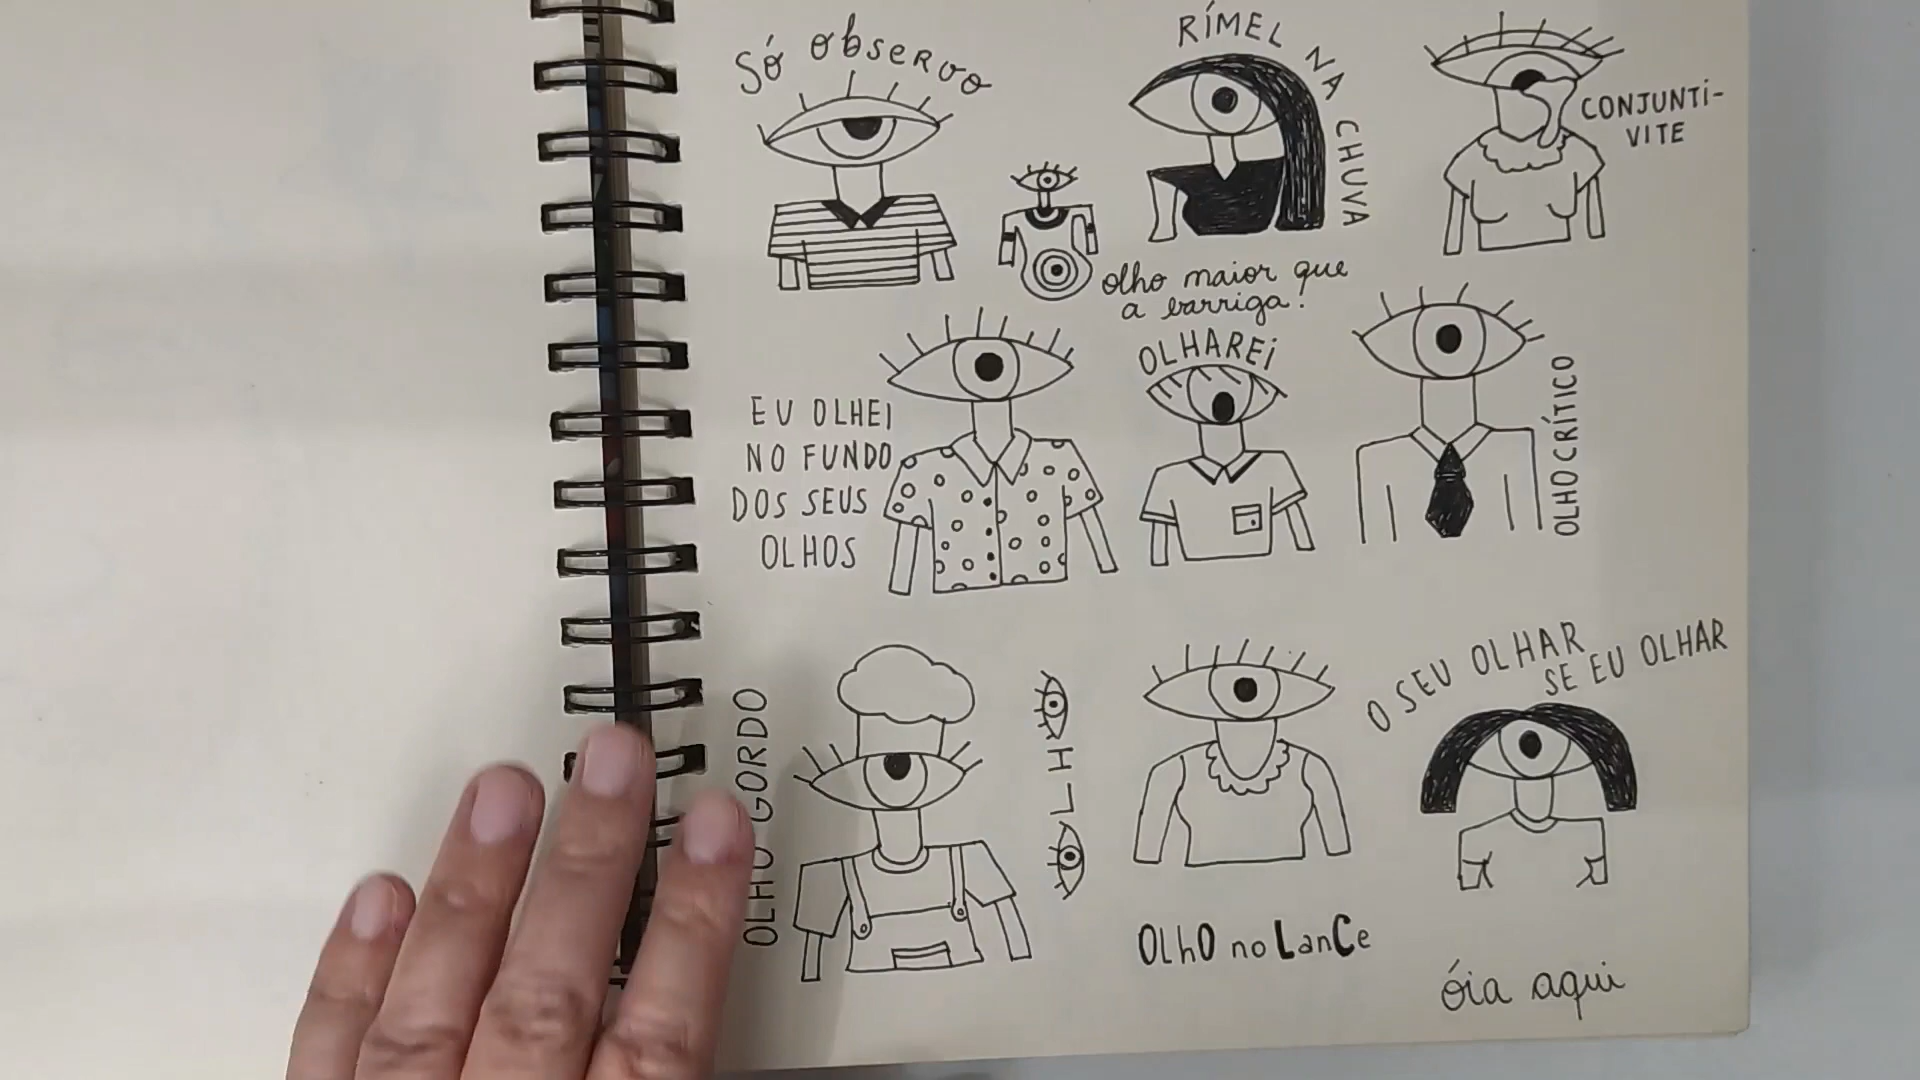 Só observo
RÍMEL NA CHUVA
CONJUNTI-
VITE
olho maior que
a barriga!
EU OLHEI
NO FUNDO
DOS SEUS
OLHOS
OLHAREi
OLHO CRÍTICO
OLHO GORDO
LH
O SEU OLHAR
SE EU OLHAR
OLhO no LanCe
óia aqui